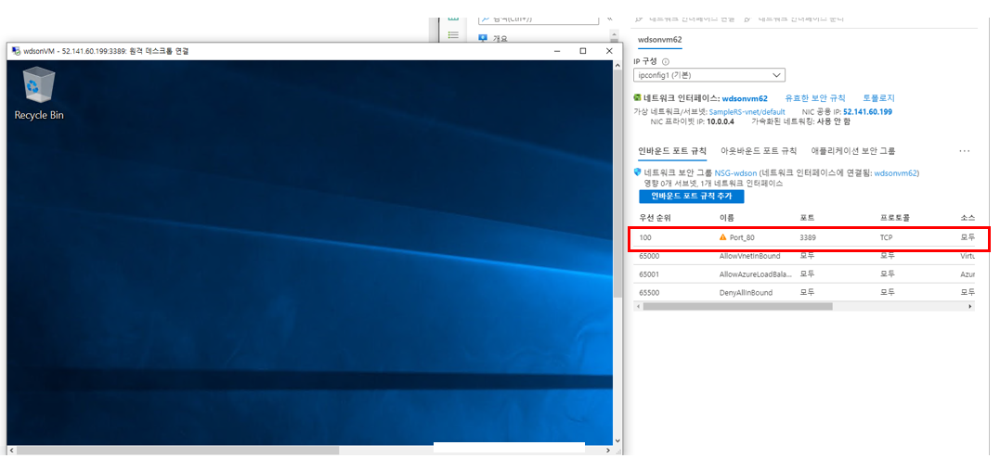 wdsonVM - 52.141.60.199:3389: 원격 데스크톱 연결
Recycle Bin
개요
wdsonvm62
IP 구성
ipconfig1 (기본)
네트워크 인터페이스: wdsonvm62 유효한 보안 규칙 토폴로지
가상 네트워크/서브넷: SampleRS-vnet/default NIC 공용 IP: 52.141.60.199
NIC 프라이빗 IP: 10.0.0.4 가속화된 네트워킹: 사용 안 함
인바운드 포트 규칙 아웃바운드 포트 규칙 애플리케이션 보안 그룹 ...
네트워크 보안 그룹 NSG-wdson (네트워크 인터페이스에 연결됨: wdsonvm62)
영향 0개 서브넷, 1개 네트워크 인터페이스
인바운드 포트 규칙 추가
우선 순위 이름 포트 프로토콜 소스
100 Port_80 3389 TCP 모두
65000 AllowVnetInBound 모두 모두 Virtu
65001 AllowAzureLoadBala... 모두 모두 Azur
65500 DenyAllInBound 모두 모두 모두